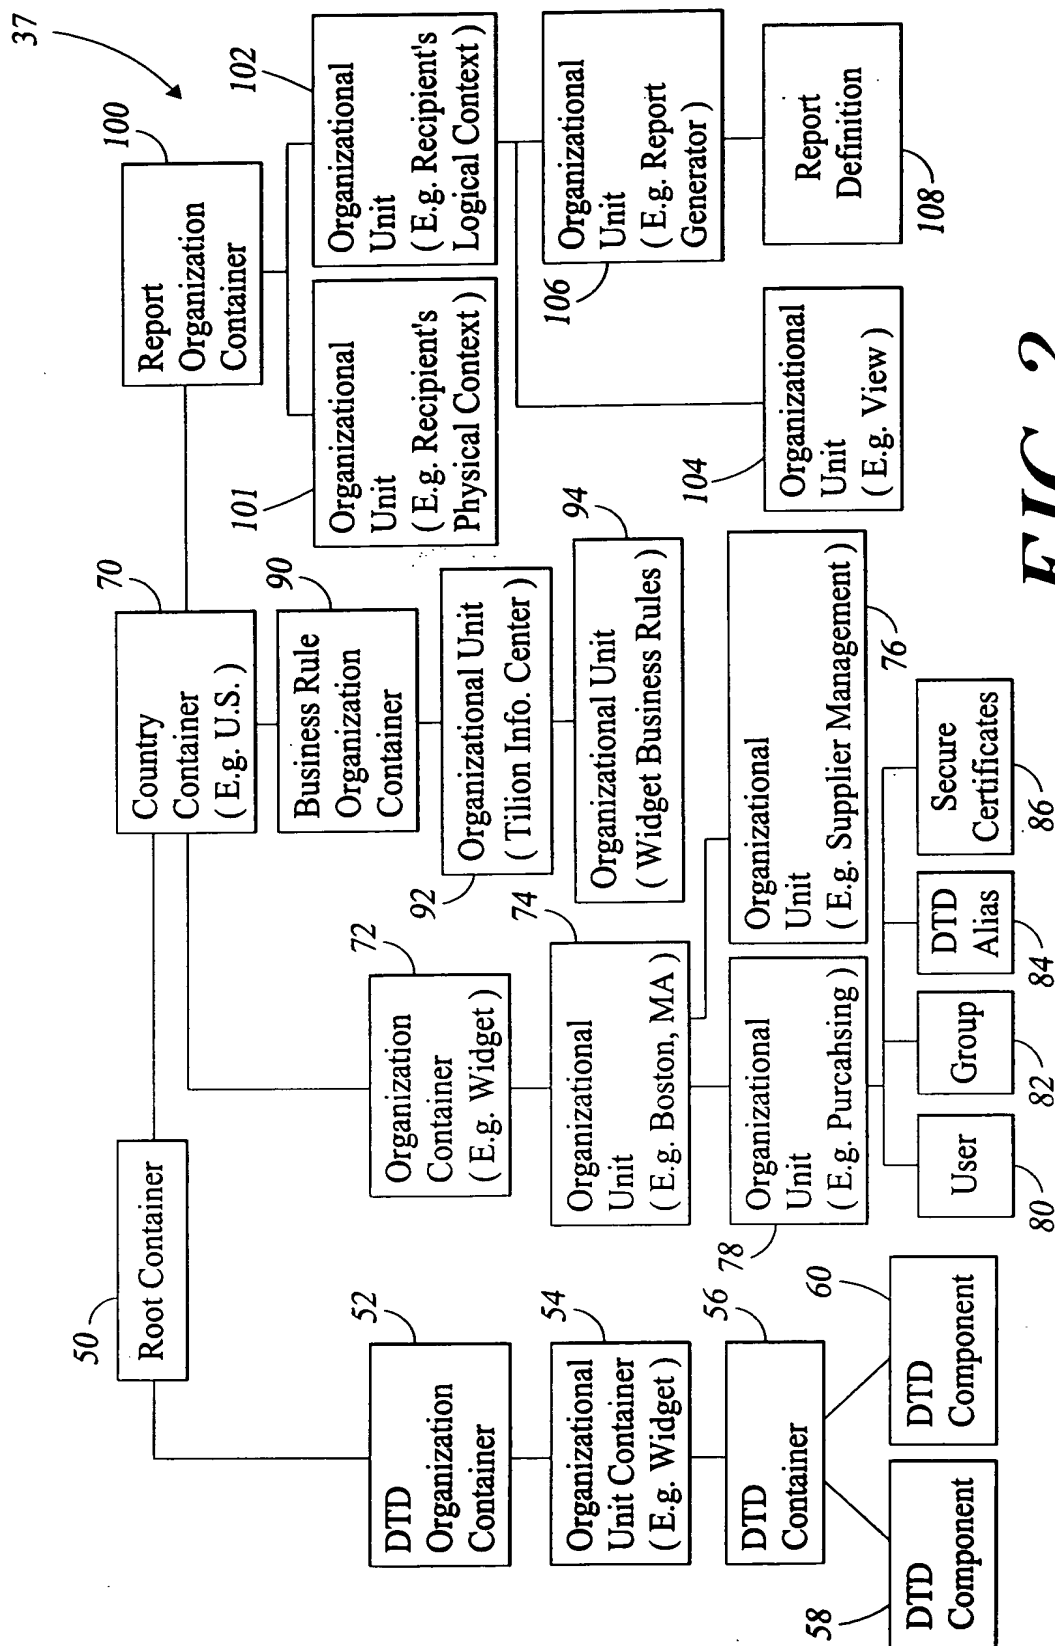 37
50
Root Container
70
Country
Container
( E.g. U.S. )
100
Report
Organization
Container
52
DTD
Organization
Container
54
Organizational
Unit Container
( E.g. Widget )
56
DTD
Container
58
DTD
Component
60
DTD
Component
72
Organization
Container
( E.g. Widget )
74
Organizational
Unit
( E.g. Boston, MA )
78
Organizational
Unit
( E.g. Purcahsing )
76
Organizational
Unit
( E.g. Supplier Management )
User
80
Group
82
DTD
Alias
84
Secure
Certificates
86
90
Business Rule
Organization
Container
92
Organizational Unit
( Tilion Info. Center )
94
Organizational Unit
(Widget Business Rules )
101
Organizational
Unit
( E.g. Recipient's
Physical Context )
102
Organizational
Unit
( E.g. Recipient's
Logical Context )
104
Organizational
Unit
( E.g. View )
106
Organizational
Unit
( E.g. Report
Generator )
Report
Definition
108
FIG. 2